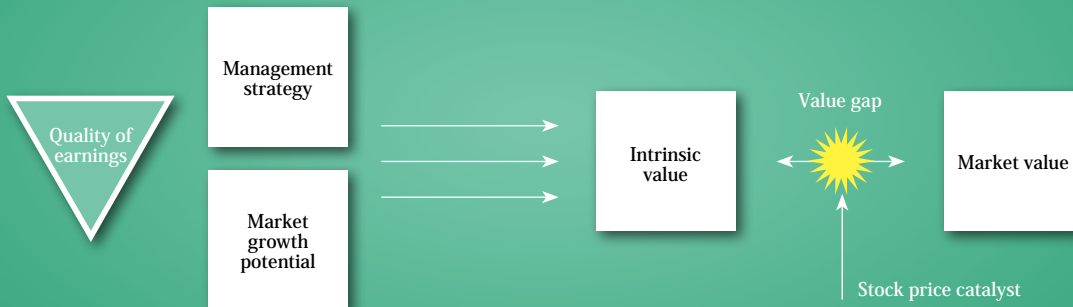 Quality of
earnings
Management
strategy
Market
growth
potential
Intrinsic
value
Value gap
Stock price catalyst
Market value